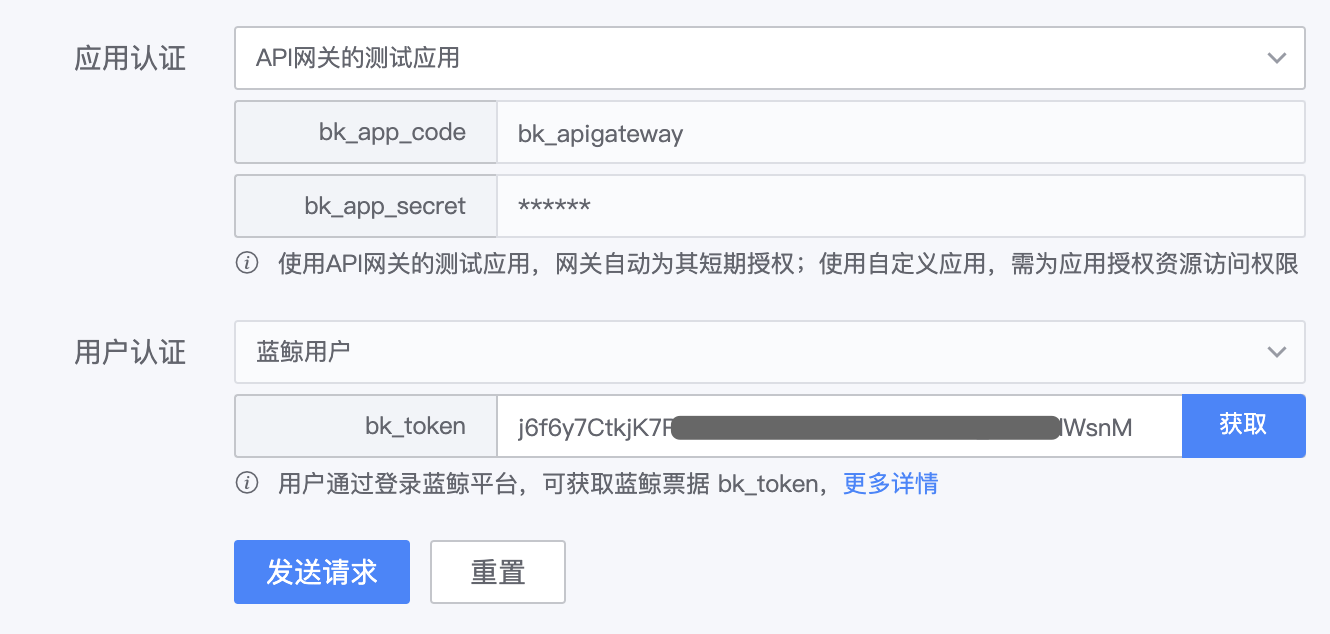 应用认证
API网关的测试应用
bk_app_code
bk_apigateway
bk_app_secret
******
使用API网关的测试应用，网关自动为其短期授权；使用自定义应用，需为应用授权资源访问权限
用户认证
蓝鲸用户
bk_token
j6f6y7CtkjK7F WsnM
获取
用户通过登录蓝鲸平台，可获取蓝鲸票据 bk_token，更多详情
发送请求
重置